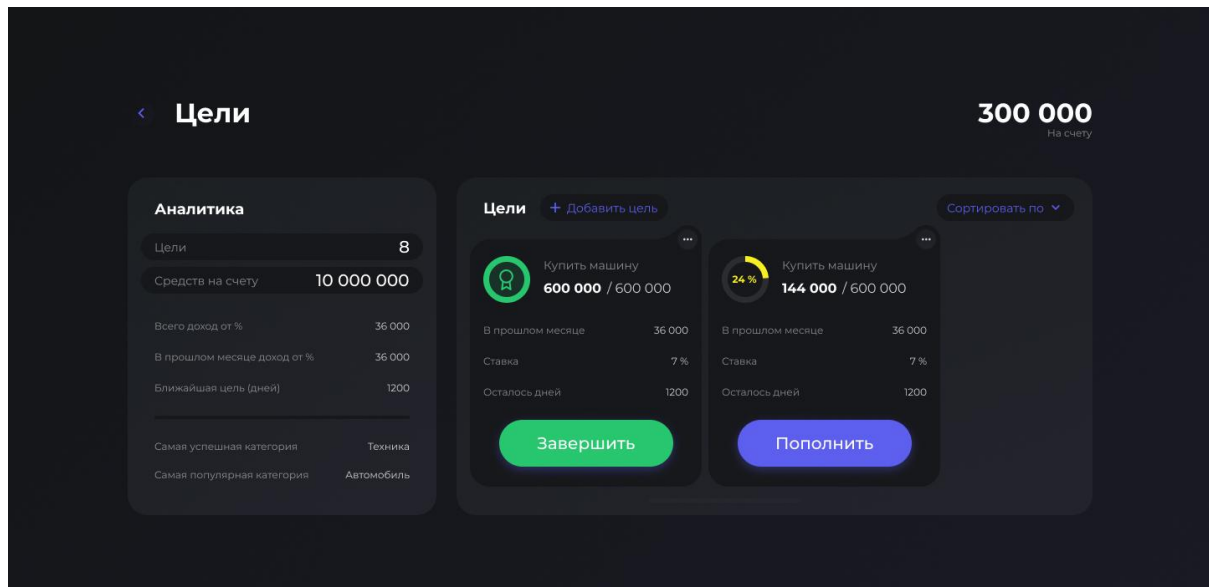 Цели
300 000
На счету
Аналитика
Цели 8
Средств на счету 10 000 000
Всего доход от % 36 000
В прошлом месяце доход от % 36 000
Ближайшая цель (дней) 1200
Самая успешная категория Техника
Самая популярная категория Автомобиль
Цели + Добавить цель Сортировать по
Купить машину
600 000 / 600 000
В прошлом месяце 36 000
Ставка 7 %
Осталось дней 1200
Завершить
24 %
Купить машину
144 000 / 600 000
В прошлом месяце 36 000
Ставка 7 %
Осталось дней 1200
Пополнить